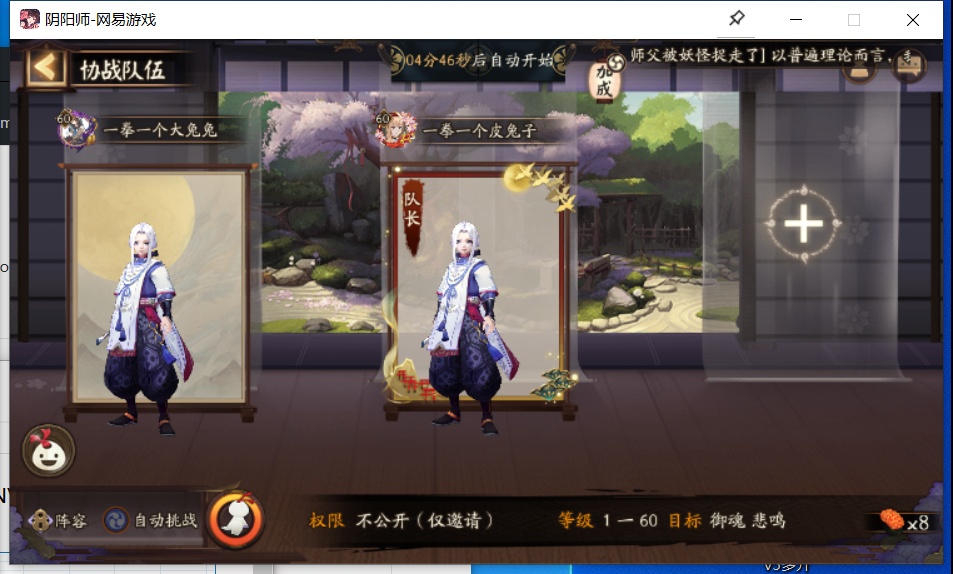 阴阳师-网易游戏
协战队伍
04分46秒后自动开始
加成
师父被妖怪捉走了] 以普遍理论而言，
60 一拳一个大兔兔
60 一拳一个皮兔子
队长
阵容
自动挑战
权限 不公开（仅邀请）
等级 1 — 60 目标 御魂 悲鸣
x8